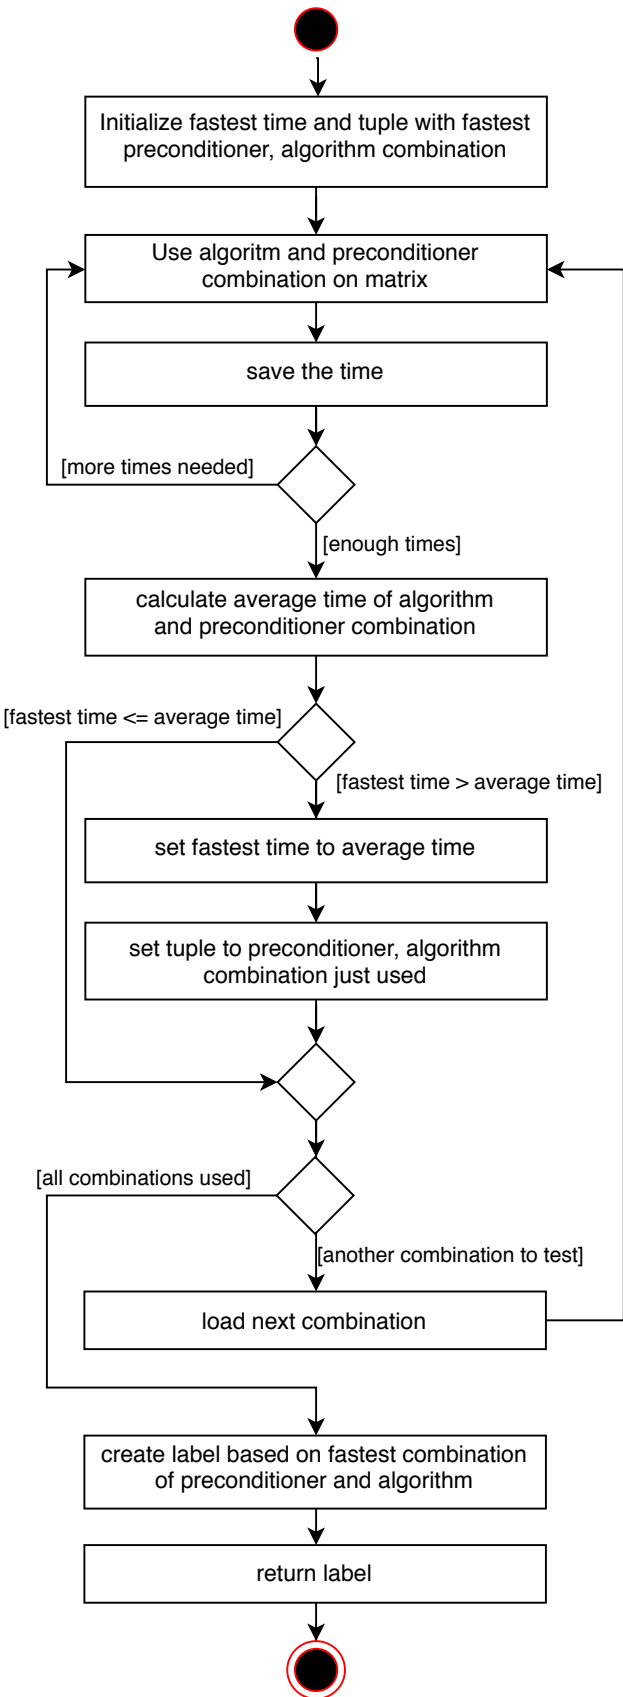 Initialize fastest time and tuple with fastest
preconditioner, algorithm combination
Use algoritm and preconditioner
combination on matrix
save the time
[more times needed]
[enough times]
calculate average time of algorithm
and preconditioner combination
[fastest time <= average time]
[fastest time > average time]
set fastest time to average time
set tuple to preconditioner, algorithm
combination just used
[all combinations used]
[another combination to test]
load next combination
create label based on fastest combination
of preconditioner and algorithm
return label